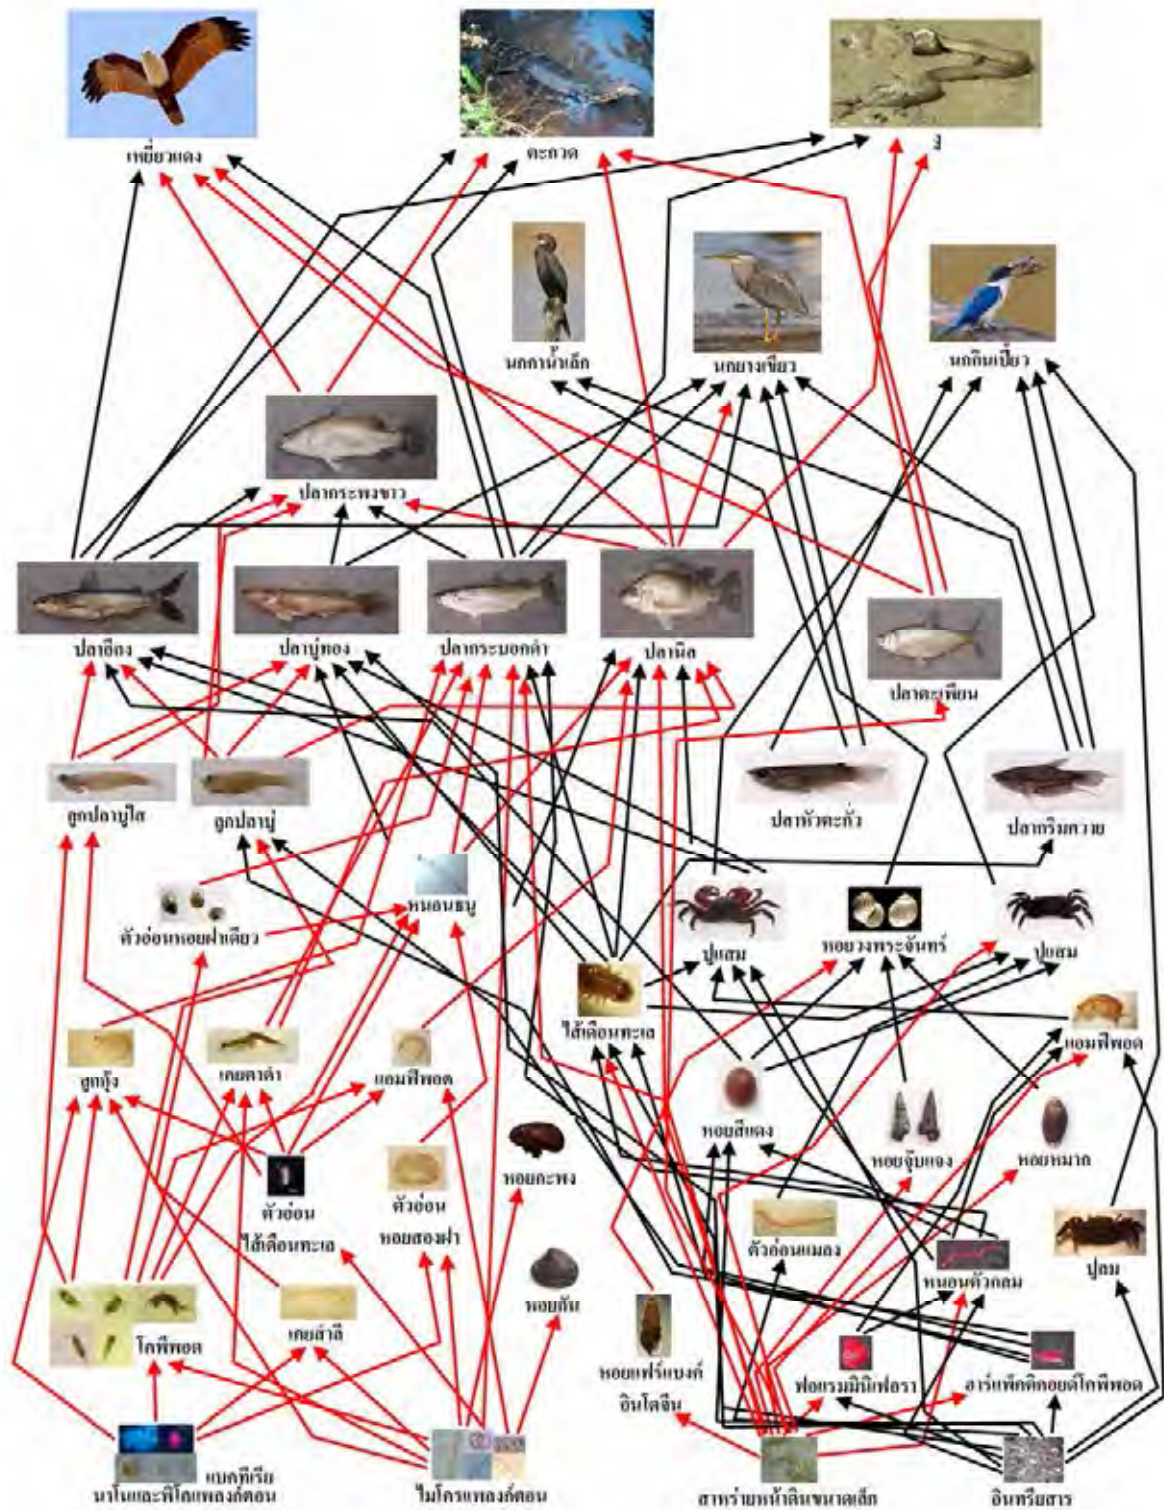 เหยี่ยวแดง
ตะกวด
งู
นกกาน้ำเล็ก
นกยางเขียว
นกกินเปี้ยว
ปลากระพงขาว
ปลาอีกง
ปลาบู่ทอง
ปลากระบอกดำ
ปลานิล
ปลาตะเพียน
ลูกปลาบู่ใส
ลูกปลาบู่
ปลาหัวตะกั่ว
ปลากริมควาย
ตัวอ่อนหอยฝาเดียว
หนอนธนู
ปูแสม
หอยวงพระจันทร์
ปูแสม
ไส้เดือนทะเล
แอมฟีพอด
ลูกกุ้ง
เคยตาดำ
แอมฟีพอด
หอยสีแดง
หอยจุ๊บแจง
หอยหมาก
ตัวอ่อน
ไส้เดือนทะเล
ตัวอ่อน
หอยสองฝา
หอยกะพง
ตัวอ่อนแมลง
หนอนตัวกลม
ปูลม
โคพีพอด
เคยสำลี
หอยกัน
หอยแฟร์แบงค์
อินโดจีน
ฟอแรมมินิเฟอรา
ฮาร์แพ็คติคอยด์โคพีพอด
แบกทีเรีย
นาโนและพิโคแพลงก์ตอน
ไมโครแพลงก์ตอน
สาหร่ายหน้าดินขนาดเล็ก
อินทรียสาร